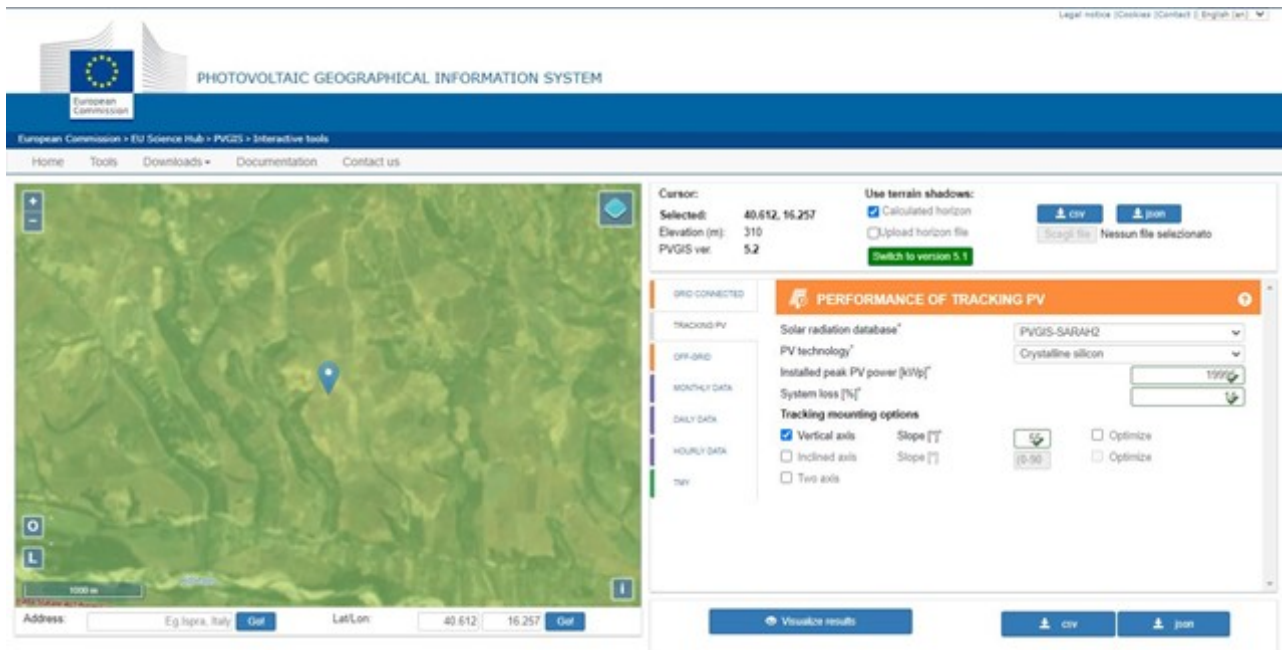 Legal notice |Cookies |Contact | English (en)
PHOTOVOLTAIC GEOGRAPHICAL INFORMATION SYSTEM
European
Commission
European Commission > EU Science Hub > PVGIS > Interactive tools
Home Tools Downloads Documentation Contact us
+
-
Cursor:
Selected: 40.612, 16.257
Elevation (m): 310
PVGIS ver. 5.2
Use terrain shadows:
Calculated horizon
Upload horizon file
Switch to version 5.1
csv json
Scegli file Nessun file selezionato
GRID CONNECTED
TRACKING PV
OFF-GRID
MONTHLY DATA
DAILY DATA
HOURLY DATA
TMY
PERFORMANCE OF TRACKING PV ?
Solar radiation database* PVGIS-SARAH2
PV technology* Crystalline silicon
Installed peak PV power [kWp]*
System loss [%]*
Tracking mounting options
Vertical axis Slope [°]* 55 Optimize
Inclined axis Slope [°] (0-90 Optimize
Two axis
O
L
1000 m
i
Address: Eg.Ispra, Italy Go! Lat/Lon: 40.612 16.257 Go!
Visualize results csv json